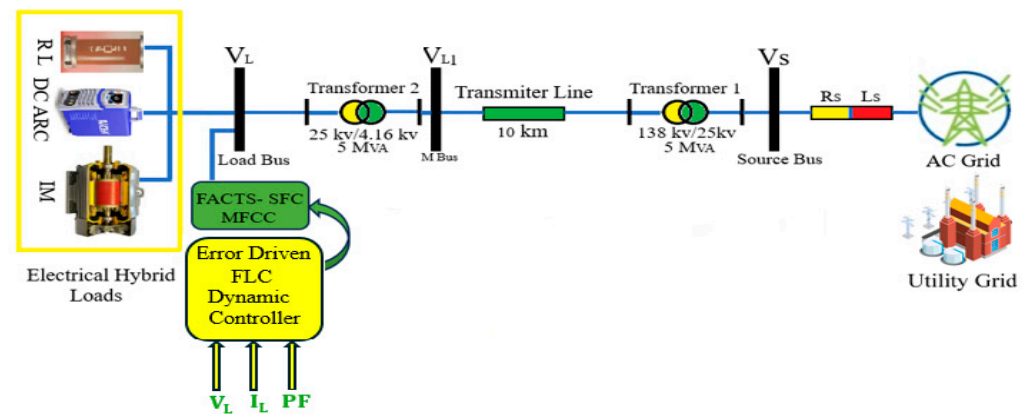 R L
DC ARC
IM
Electrical Hybrid
Loads
VL
Load Bus
Transformer 2
25 kv/4.16 kv
5 MVA
VL1
M Bus
Transmiter Line
10 km
Transformer 1
138 kv/25kv
5 MVA
VS
Source Bus
Rs Ls
AC Grid
Utility Grid
FACTS- SFC
MFCC
Error Driven
FLC
Dynamic
Controller
VL IL PF